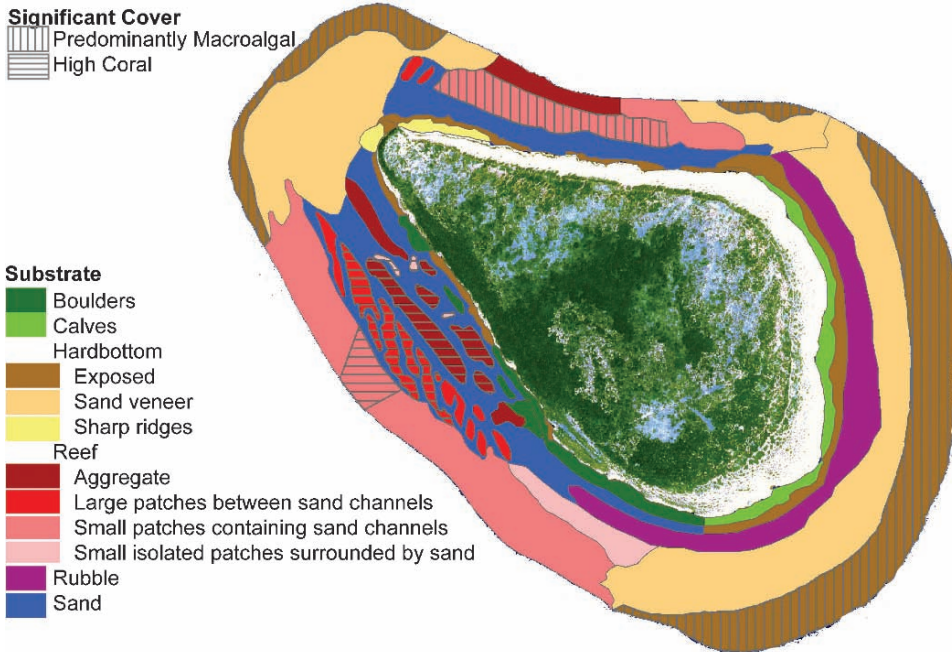 Significant Cover
Predominantly Macroalgal
High Coral
Substrate
Boulders
Calves
Hardbottom
Exposed
Sand veneer
Sharp ridges
Reef
Aggregate
Large patches between sand channels
Small patches containing sand channels
Small isolated patches surrounded by sand
Rubble
Sand